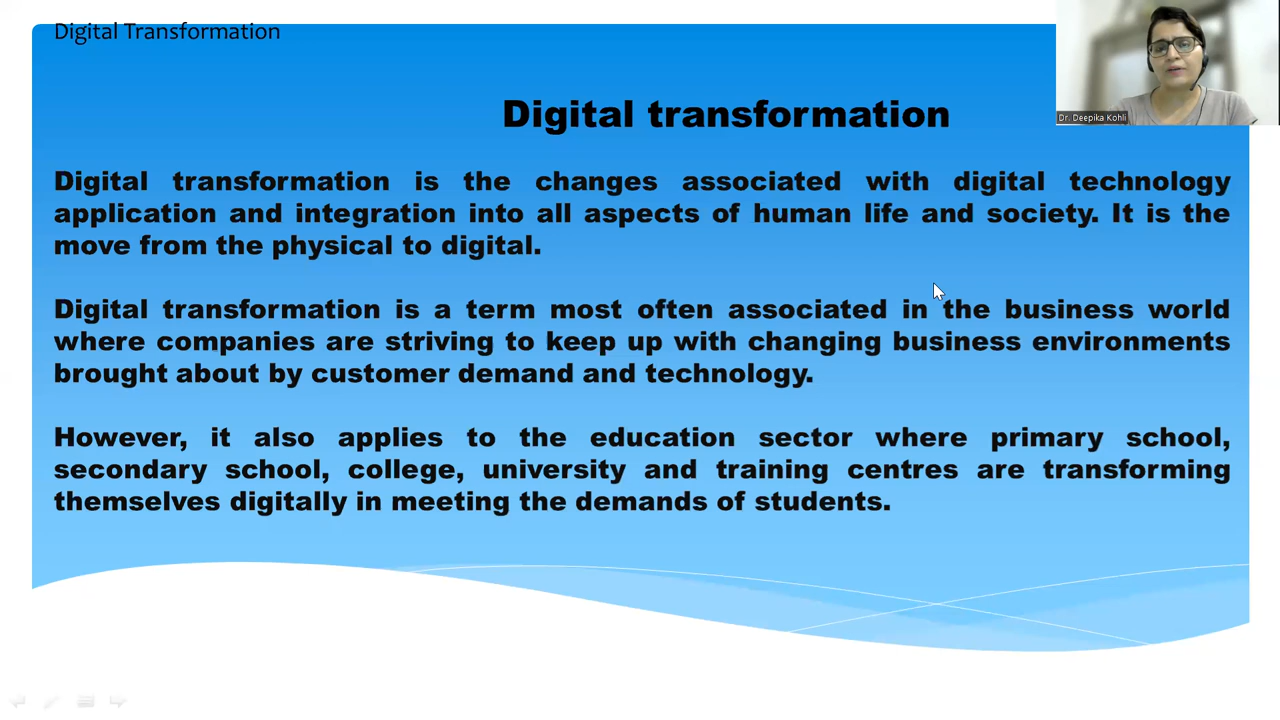 Digital Transformation
Dr. Deepika Kohli
Digital transformation
Digital transformation is the changes associated with digital technology
application and integration into all aspects of human life and society. It is the
move from the physical to digital.
Digital transformation is a term most often associated in the business world
where companies are striving to keep up with changing business environments
brought about by customer demand and technology.
However, it also applies to the education sector where primary school,
secondary school, college, university and training centres are transforming
themselves digitally in meeting the demands of students.